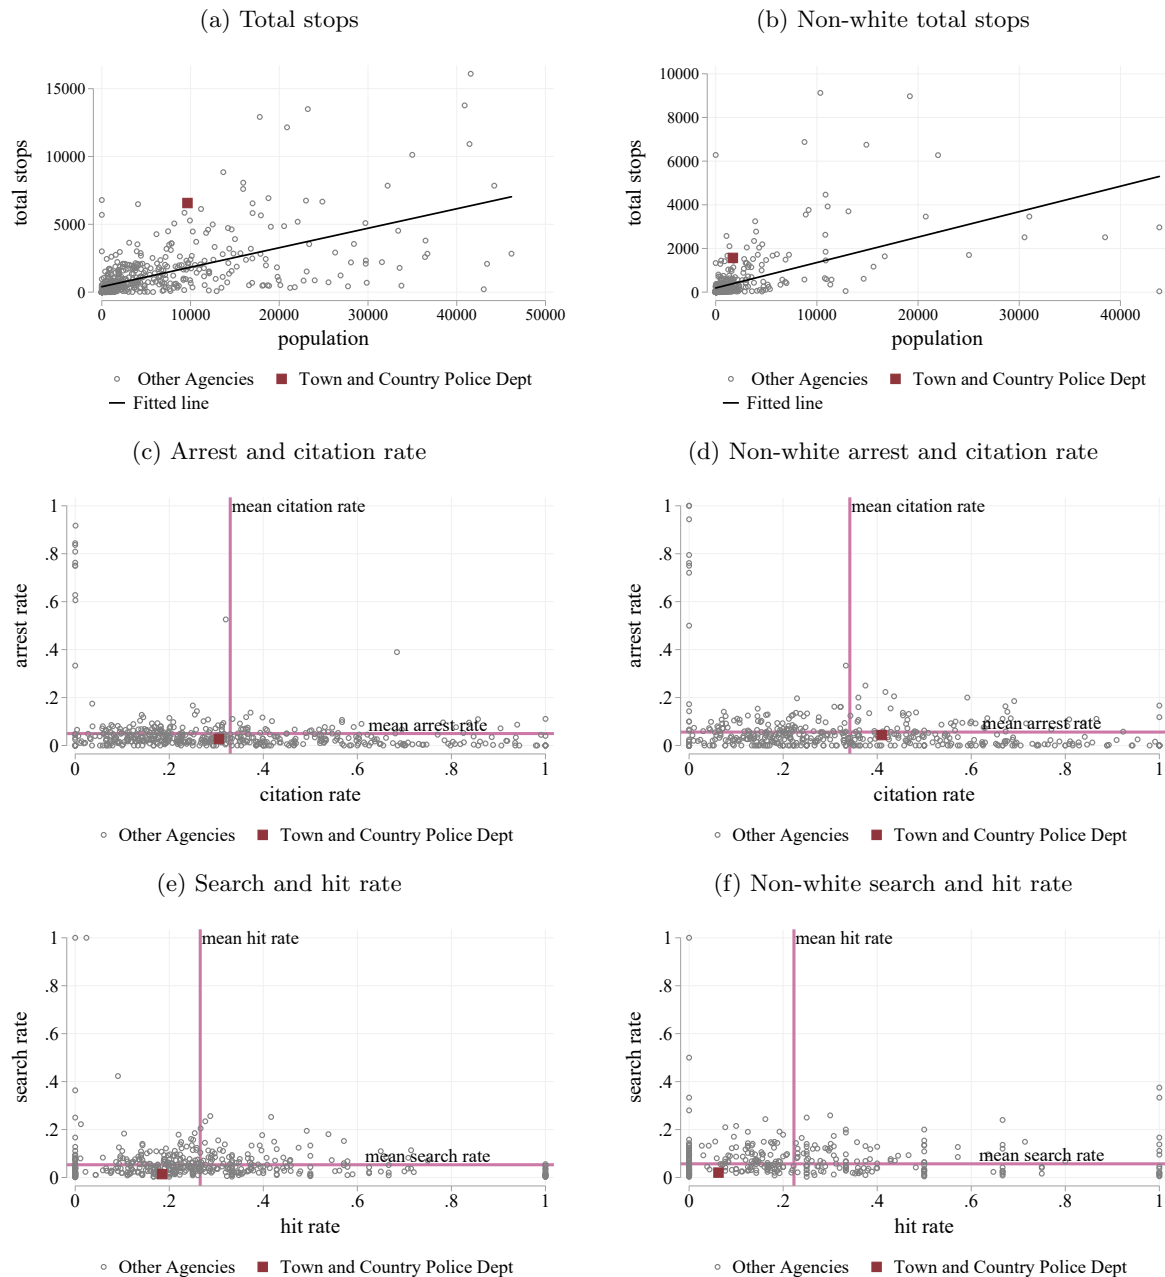 (a) Total stops
(b) Non-white total stops
total stops
15000
10000
5000
0
0 10000 20000 30000 40000 50000
population
Other Agencies Town and Country Police Dept
Fitted line
total stops
10000
8000
6000
4000
2000
0
0 10000 20000 30000 40000
population
Other Agencies Town and Country Police Dept
Fitted line
(c) Arrest and citation rate
(d) Non-white arrest and citation rate
mean citation rate
arrest rate
1
.8
.6
.4
.2
0
mean arrest rate
0 .2 .4 .6 .8 1
citation rate
Other Agencies Town and Country Police Dept
mean citation rate
arrest rate
1
.8
.6
.4
.2
0
mean arrest rate
0 .2 .4 .6 .8 1
citation rate
Other Agencies Town and Country Police Dept
(e) Search and hit rate
(f) Non-white search and hit rate
mean hit rate
search rate
1
.8
.6
.4
.2
0
mean search rate
0 .2 .4 .6 .8 1
hit rate
Other Agencies Town and Country Police Dept
mean hit rate
search rate
1
.8
.6
.4
.2
0
mean search rate
0 .2 .4 .6 .8 1
hit rate
Other Agencies Town and Country Police Dept